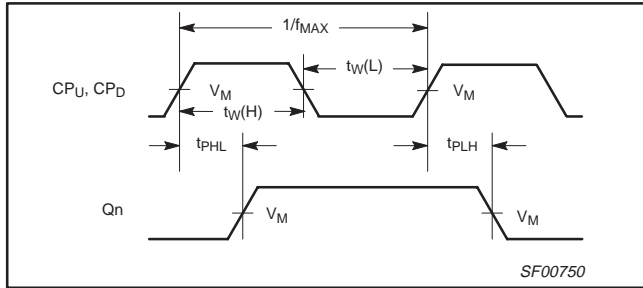 1/fMAX
tW(L)
CPU, CPD
VM
VM
tW(H)
tPHL
tPLH
Qn
VM
VM
SF00750